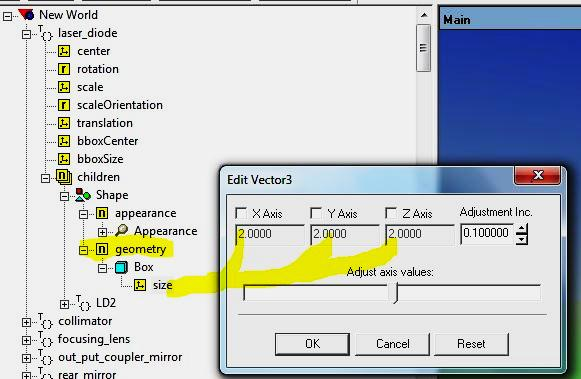 New World
laser_diode
center
rotation
scale
scaleOrientation
translation
bboxCenter
bboxSize
children
Shape
appearance
Appearance
geometry
Box
size
LD2
collimator
focusing_lens
out_put_coupler_mirror
rear_mirror
Main
Edit Vector3
X Axis Y Axis Z Axis Adjustment Inc.
2.0000 2.0000 2.0000 0.100000
Adjust axis values:
OK Cancel Reset